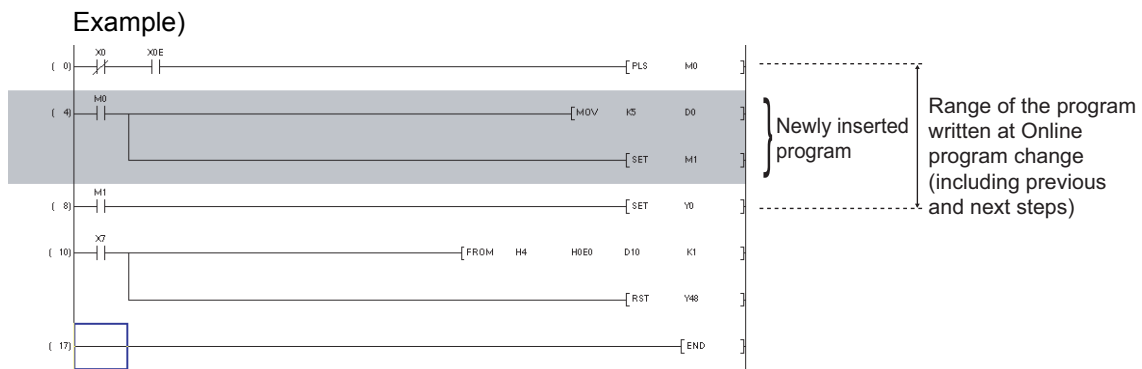 Example)
X0 X0E
( 0) [PLS M0 ]
M0
( 4) [MOV K5 D0 ]
[SET M1 ]
M1
( 8) [SET Y0 ]
X7
( 10) [FROM H4 H0E0 D10 K1 ]
[RST Y48 ]
( 17) [END ]
Newly inserted
program
Range of the program
written at Online
program change
(including previous
and next steps)